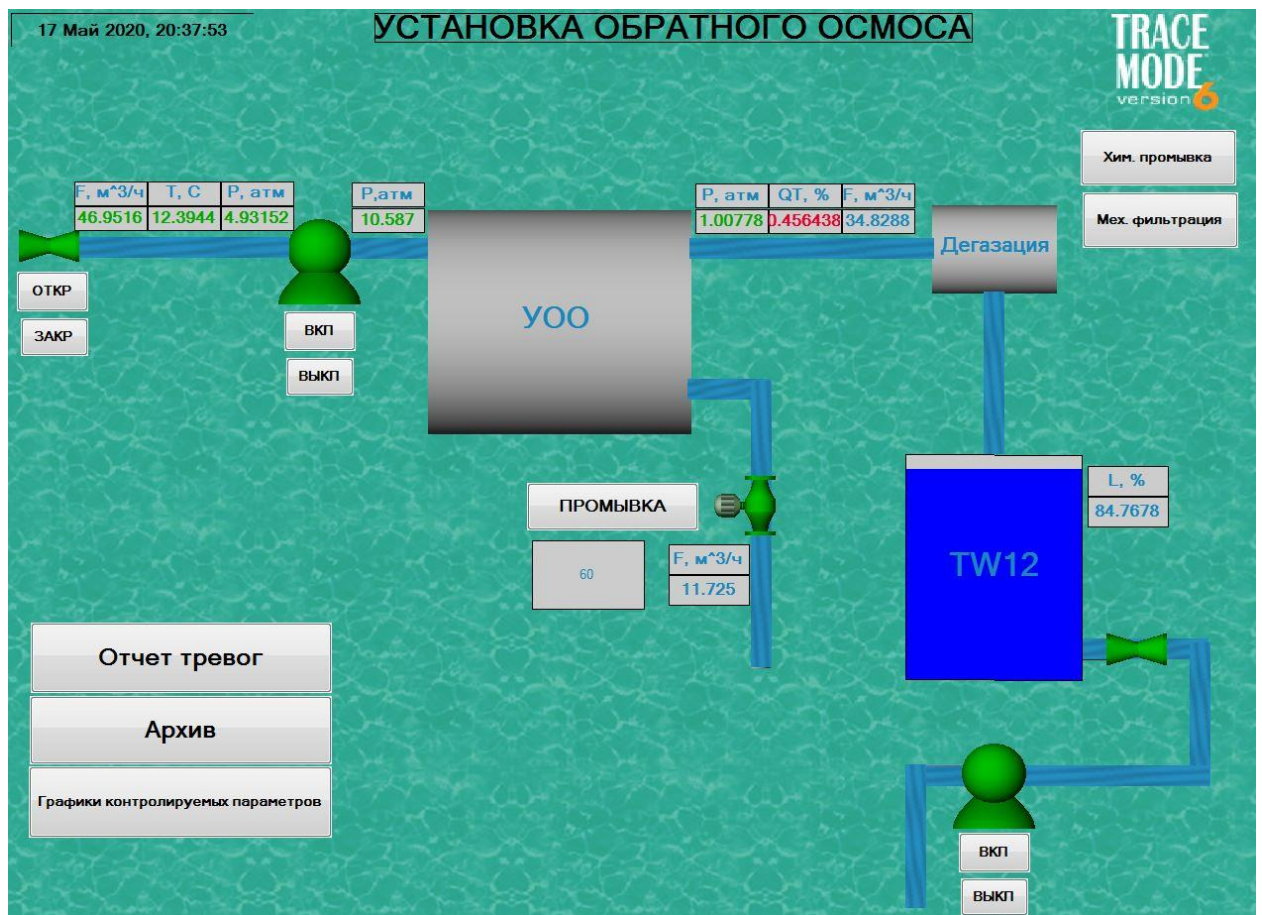 17 Май 2020, 20:37:53
УСТАНОВКА ОБРАТНОГО ОСМОСА
TRACE
MODE
version 6
Хим. промывка
Мех. фильтрация
F, м^3/ч T, C P, атм
46.9516 12.3944 4.93152
P,атм
10.587
P, атм QT, % F, м^3/ч
1.00778 0.456438 34.8288
ОТКР
ЗАКР
ВКЛ
ВЫКЛ
УОО
Дегазация
ПРОМЫВКА
60
F, м^3/ч
11.725
L, %
84.7678
TW12
Отчет тревог
Архив
Графики контролируемых параметров
ВКЛ
ВЫКЛ